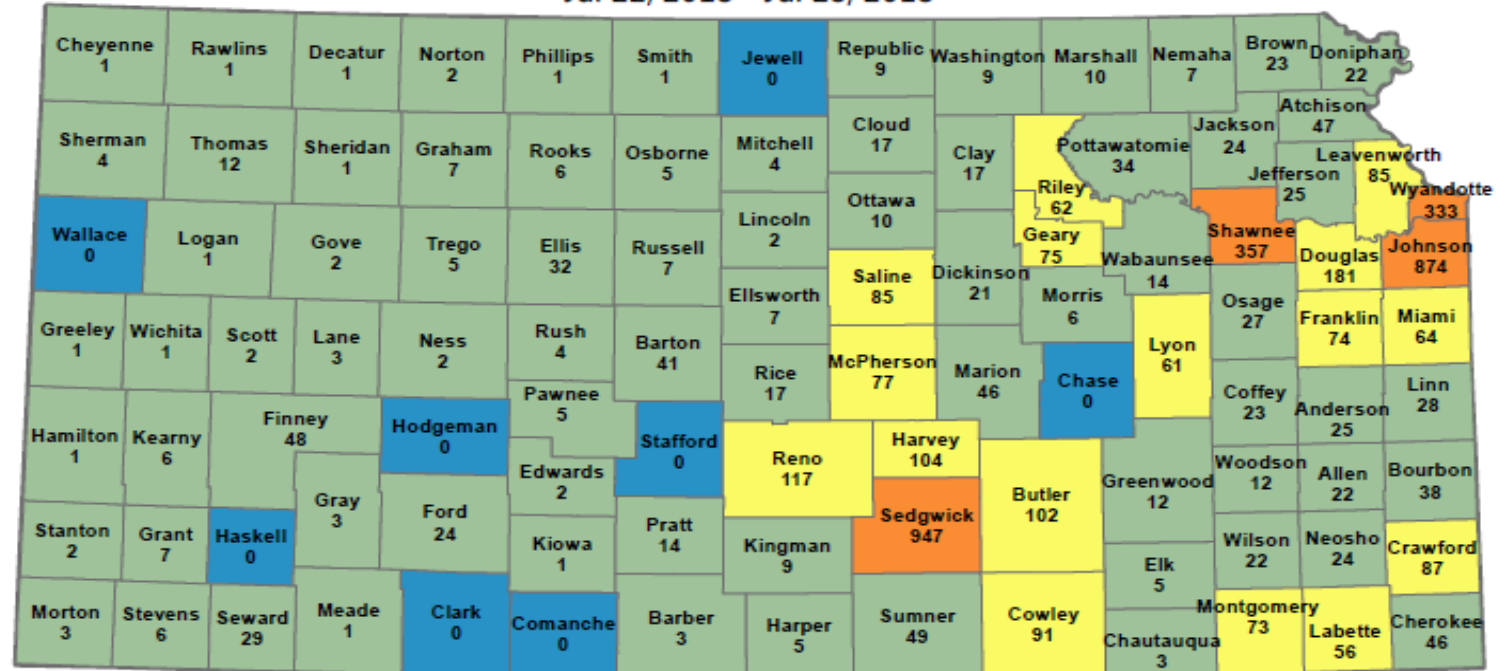 Cheyenne
1
Rawlins
1
Decatur
1
Norton
2
Phillips
1
Smith
1
Jewell
0
Republic
9
Washington
9
Marshall
10
Nemaha
7
Brown
23
Doniphan
22
Sherman
4
Thomas
12
Sheridan
1
Graham
7
Rooks
6
Osborne
5
Mitchell
4
Cloud
17
Clay
17
Riley
62
Pottawatomie
34
Jackson
24
Atchison
47
Jefferson
25
Leavenworth
85
Wyandotte
333
Wallace
0
Logan
1
Gove
2
Trego
5
Ellis
32
Russell
7
Lincoln
2
Ottawa
10
Saline
85
Dickinson
21
Geary
75
Wabaunsee
14
Shawnee
357
Douglas
181
Johnson
874
Greeley
1
Wichita
1
Scott
2
Lane
3
Ness
2
Rush
4
Barton
41
Ellsworth
7
Rice
17
McPherson
77
Marion
46
Morris
6
Chase
0
Lyon
61
Osage
27
Franklin
74
Miami
64
Hamilton
1
Kearny
6
Finney
48
Hodgeman
0
Pawnee
5
Edwards
2
Stafford
0
Reno
117
Harvey
104
Sedgwick
947
Butler
102
Greenwood
12
Coffey
23
Anderson
25
Linn
28
Woodson
12
Allen
22
Bourbon
38
Stanton
2
Grant
7
Haskell
0
Gray
3
Ford
24
Kiowa
1
Pratt
14
Kingman
9
Elk
5
Wilson
22
Neosho
24
Crawford
87
Morton
3
Stevens
6
Seward
29
Meade
1
Clark
0
Comanche
0
Barber
3
Harper
5
Sumner
49
Cowley
91
Chautauqua
3
Montgomery
73
Labette
56
Cherokee
46